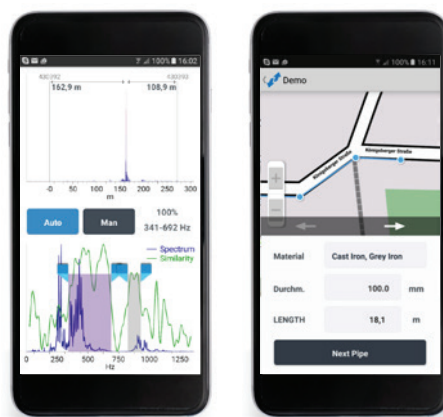 100% 16:02
162,9 m
108,9 m
-0 50 100 150 200 250 300
m
Auto
Man
100%
341-692 Hz
Spectrum
Similarity
0 250 500 750 1000 1250
Hz
100% 16:11
Demo
Königsberger Straße
Königsberger Straße
+
−
Material
Cast Iron, Grey Iron
Durchm.
100.0
mm
LENGTH
18,1
m
Next Pipe